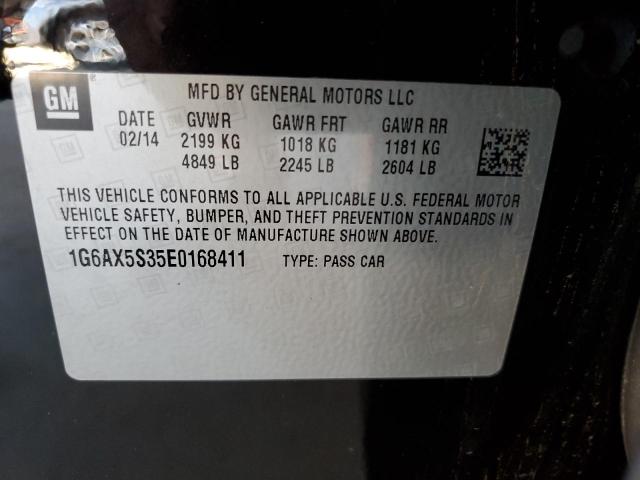 GM
MFD BY GENERAL MOTORS LLC
DATE GVWR GAWR FRT GAWR RR
02/14 2199 KG 1018 KG 1181 KG
4849 LB 2245 LB 2604 LB
THIS VEHICLE CONFORMS TO ALL APPLICABLE U.S. FEDERAL MOTOR
VEHICLE SAFETY, BUMPER, AND THEFT PREVENTION STANDARDS IN
EFFECT ON THE DATE OF MANUFACTURE SHOWN ABOVE.
1G6AX5S35E0168411 TYPE: PASS CAR